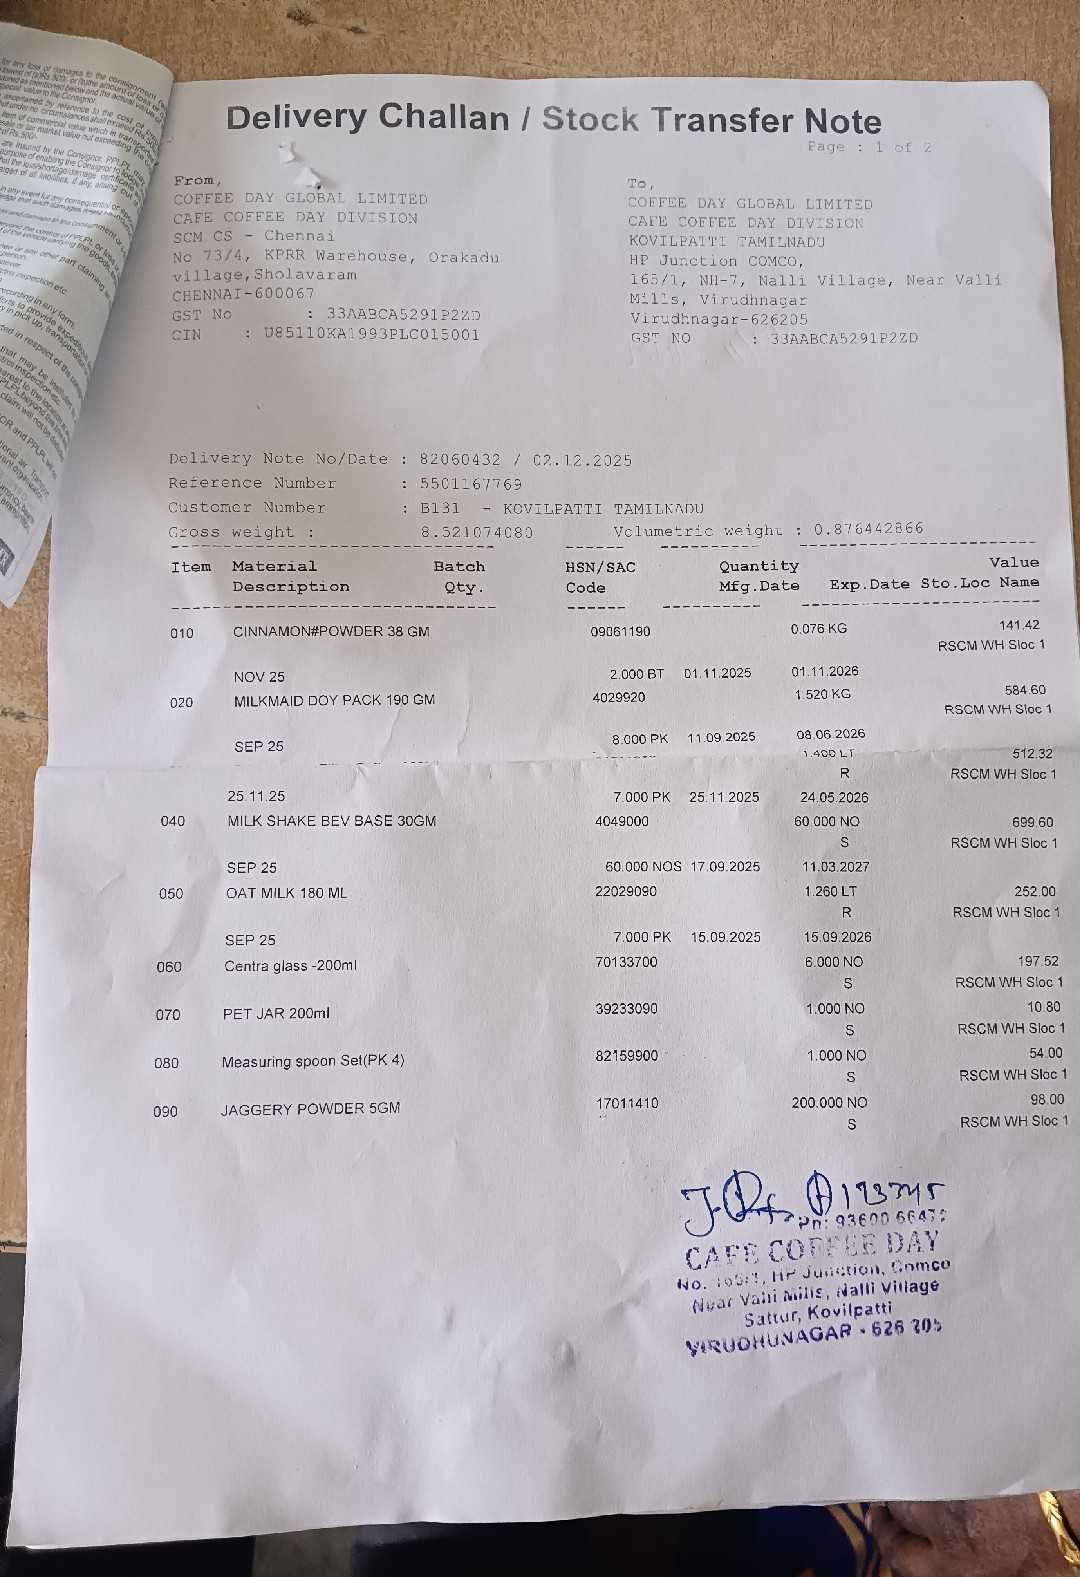 Delivery Challan / Stock Transfer Note
Page : 1 of 2
From,
COFFEE DAY GLOBAL LIMITED
CAFE COFFEE DAY DIVISION
SCM CS - Chennai
No 73/4, KPRR Warehouse, Orakadu
village,Sholavaram
CHENNAI-600067
GST No : 33AABCA5291P2ZD
CIN : U85110KA1993PLC015001
To,
COFFEE DAY GLOBAL LIMITED
CAFE COFFEE DAY DIVISION
KOVILPATTI TAMILNADU
HP Junction COMCO,
165/1, NH-7, Nalli Village, Near Valli
Mills, Virudhnagar
Virudhnagar-626205
GST NO : 33AABCA5291P2ZD
Delivery Note No/Date : 82060432 / 02.12.2025
Reference Number : 5501167769
Customer Number : B131 - KOVILPATTI TAMILNADU
Gross weight : 8.521074080 Volumetric weight : 0.876442866
Item Material Batch HSN/SAC Quantity Value
Description Qty. Code Mfg.Date Exp.Date Sto.Loc Name
010 CINNAMON#POWDER 38 GM 09061190 0.076 KG 141.42
RSCM WH Sloc 1
NOV 25 2.000 BT 01.11.2025 01.11.2026
020 MILKMAID DOY PACK 190 GM 4029920 1.520 KG 584.60
RSCM WH Sloc 1
SEP 25 8.000 PK 11.09.2025 08.06.2026
1.400 LT 512.32
R RSCM WH Sloc 1
25.11.25 7.000 PK 25.11.2025 24.05.2026
040 MILK SHAKE BEV BASE 30GM 4049000 60.000 NO 699.60
S RSCM WH Sloc 1
SEP 25 60.000 NOS 17.09.2025 11.03.2027
050 OAT MILK 180 ML 22029090 1.260 LT 252.00
R RSCM WH Sloc 1
SEP 25 7.000 PK 15.09.2025 15.09.2026
060 Centra glass -200ml 70133700 6.000 NO 197.52
S RSCM WH Sloc 1
070 PET JAR 200ml 39233090 1.000 NO 10.80
S RSCM WH Sloc 1
080 Measuring spoon Set(PK 4) 82159900 1.000 NO 54.00
S RSCM WH Sloc 1
090 JAGGERY POWDER 5GM 17011410 200.000 NO 98.00
S RSCM WH Sloc 1
Pn: 93600 66472
CAFE COFFEE DAY
No. 165/1, HP Junction, Comco
Near Valli Mills, Nalli Village
Sattur, Kovilpatti
VIRUDHUNAGAR - 626 205